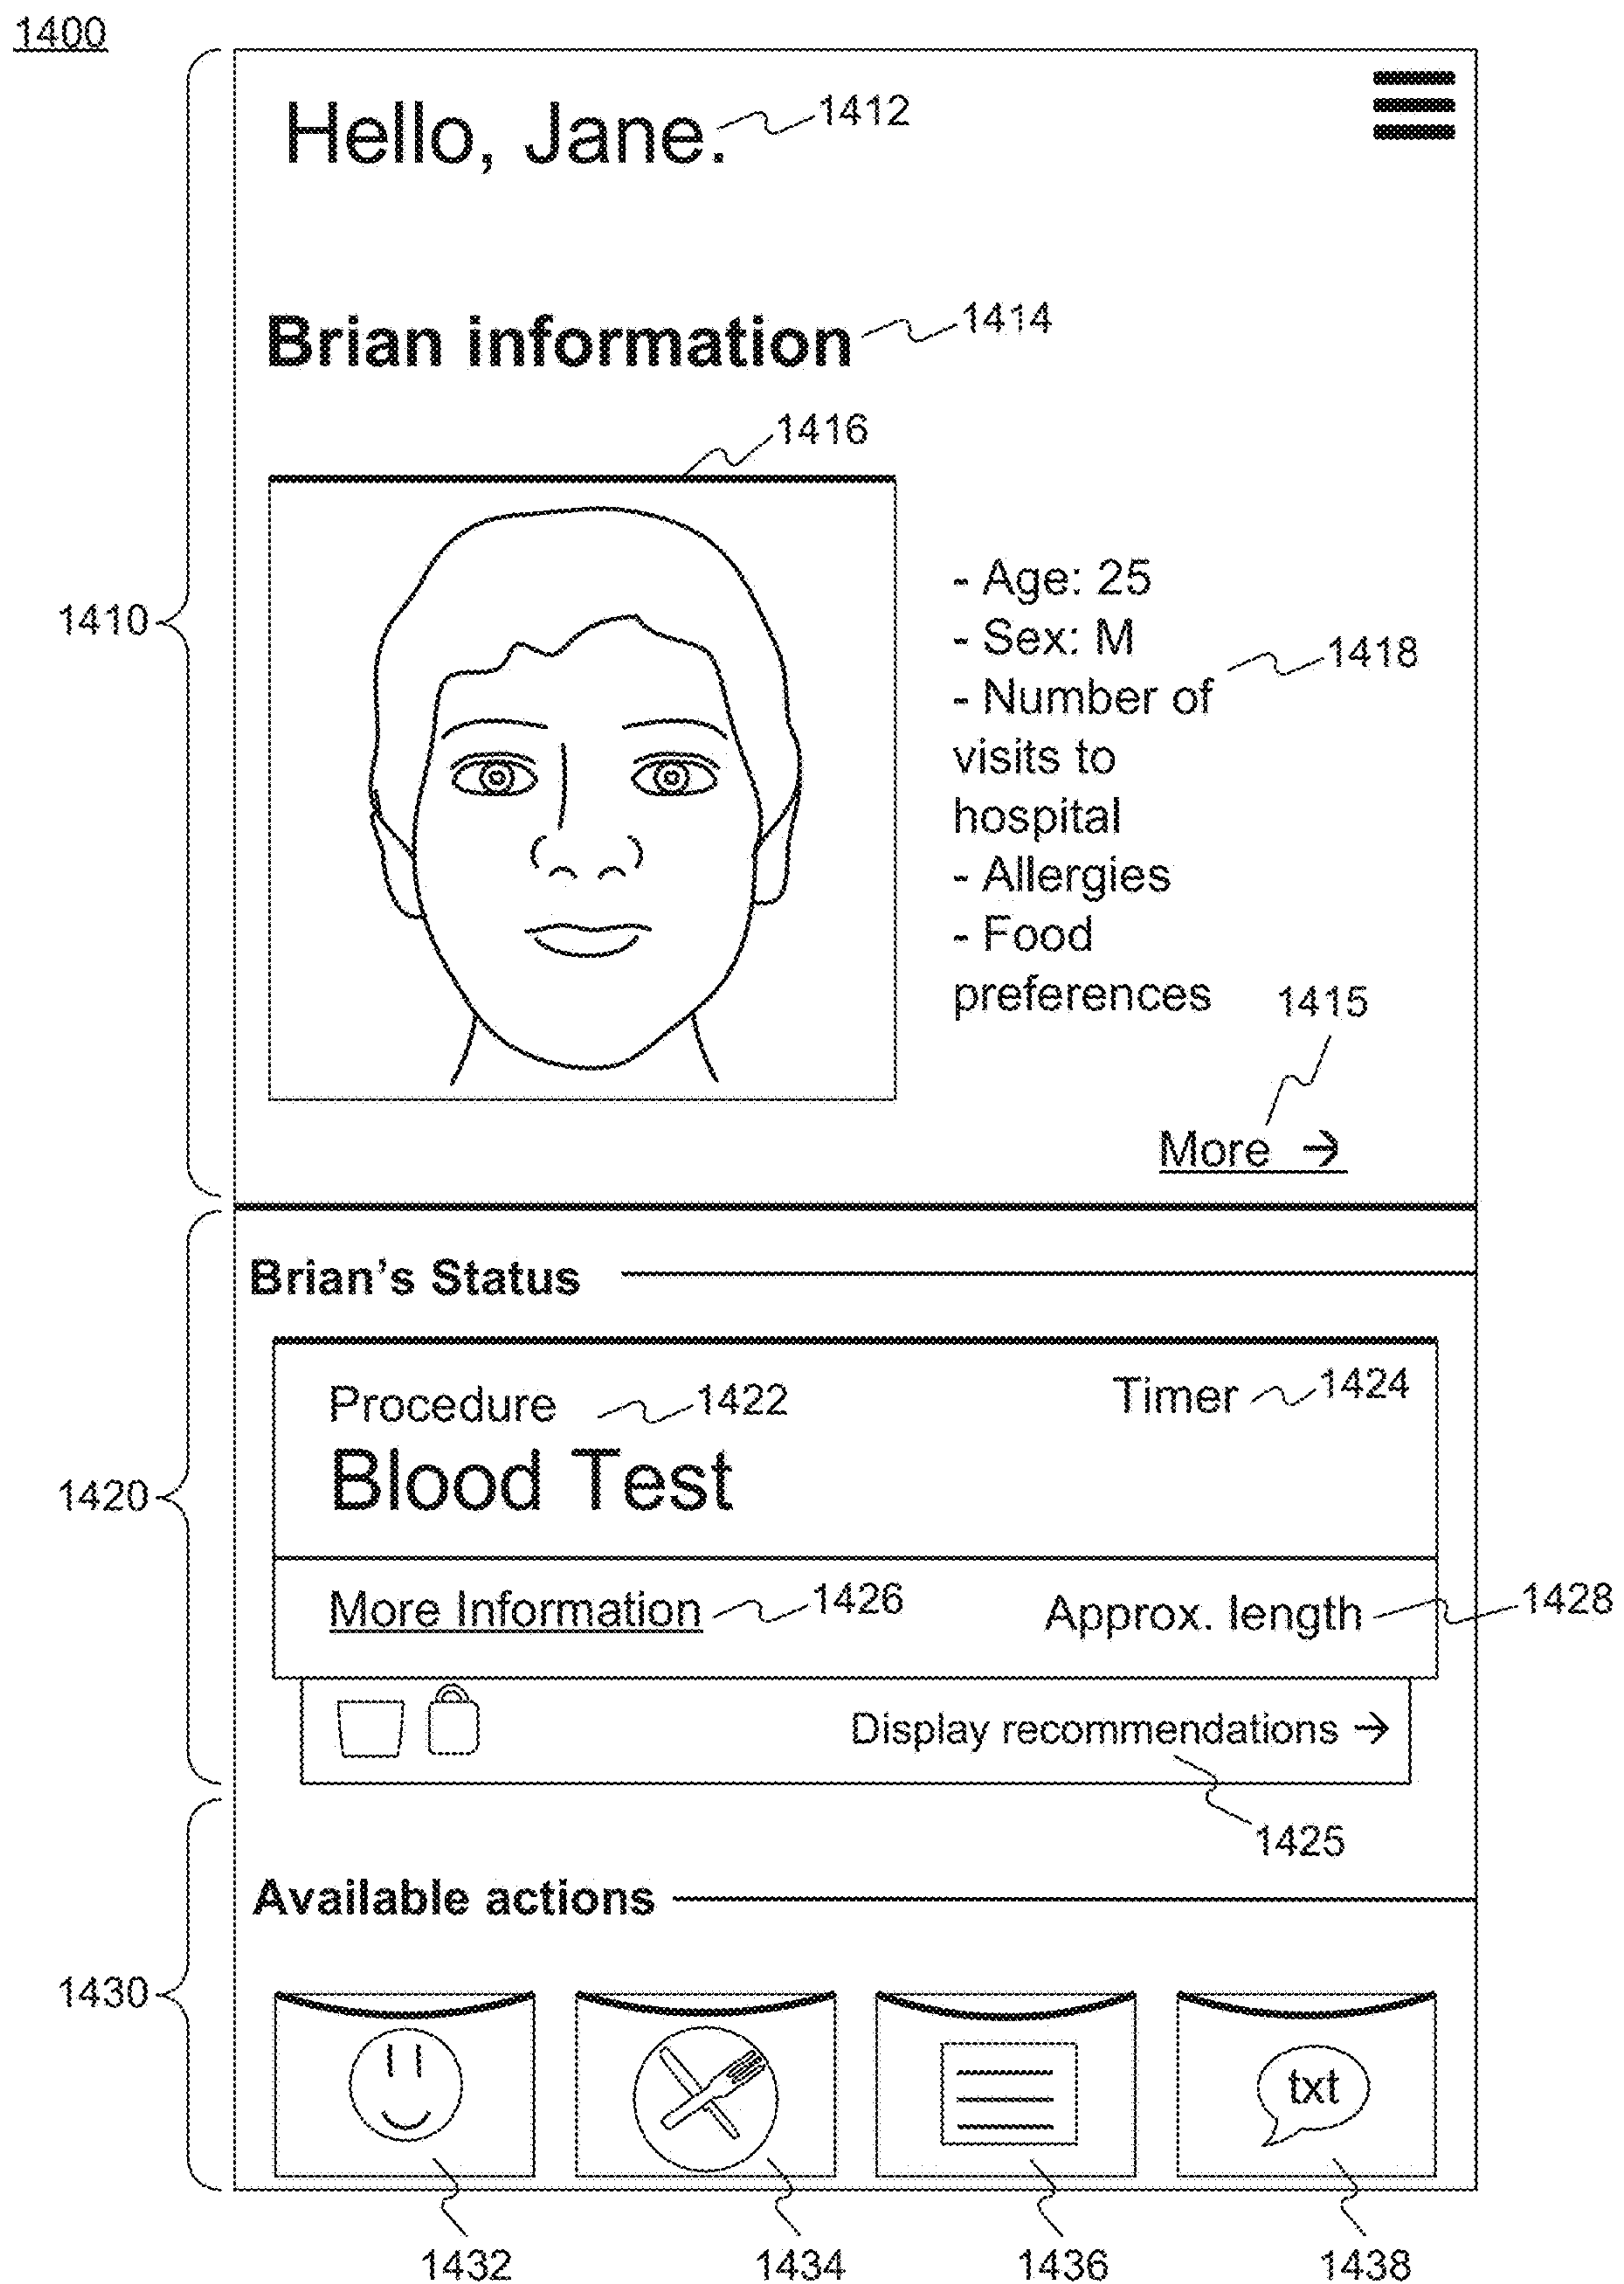 1400
Hello, Jane.
1412
Brian information
1414
1416
- Age: 25
- Sex: M
1418
- Number of
visits to
hospital
- Allergies
- Food
preferences
1415
More →
1410
Brian's Status
Procedure
1422
Timer
1424
Blood Test
1420
More Information
1426
Approx. length
1428
Display recommendations →
1425
Available actions
1430
txt
1432
1434
1436
1438